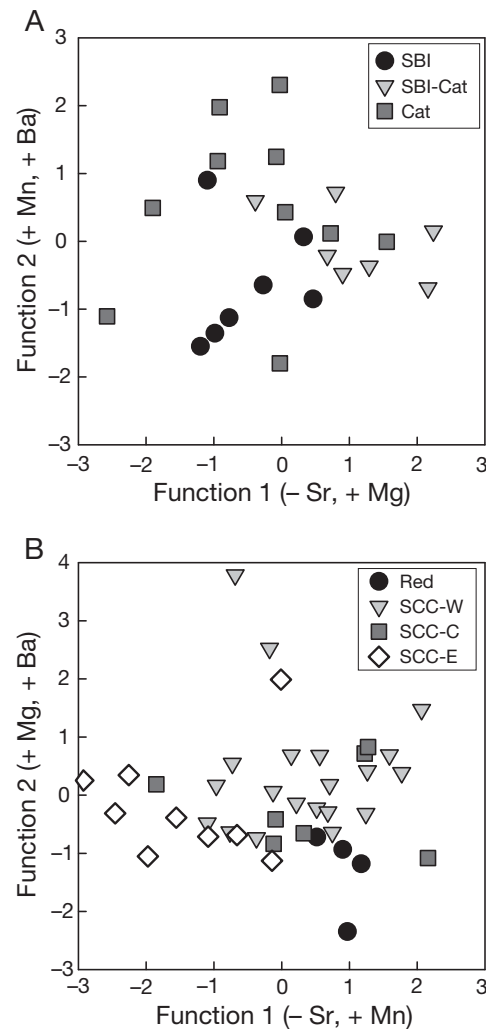 A
3
2
1
0
–1
–2
–3
Function 2 (+ Mn, + Ba)
SBI
SBI-Cat
Cat
–3 –2 –1 0 1 2 3
Function 1 (– Sr, + Mg)
B
4
3
2
1
0
–1
–2
–3
Function 2 (+ Mg, + Ba)
Red
SCC-W
SCC-C
SCC-E
–3 –2 –1 0 1 2 3
Function 1 (– Sr, + Mn)